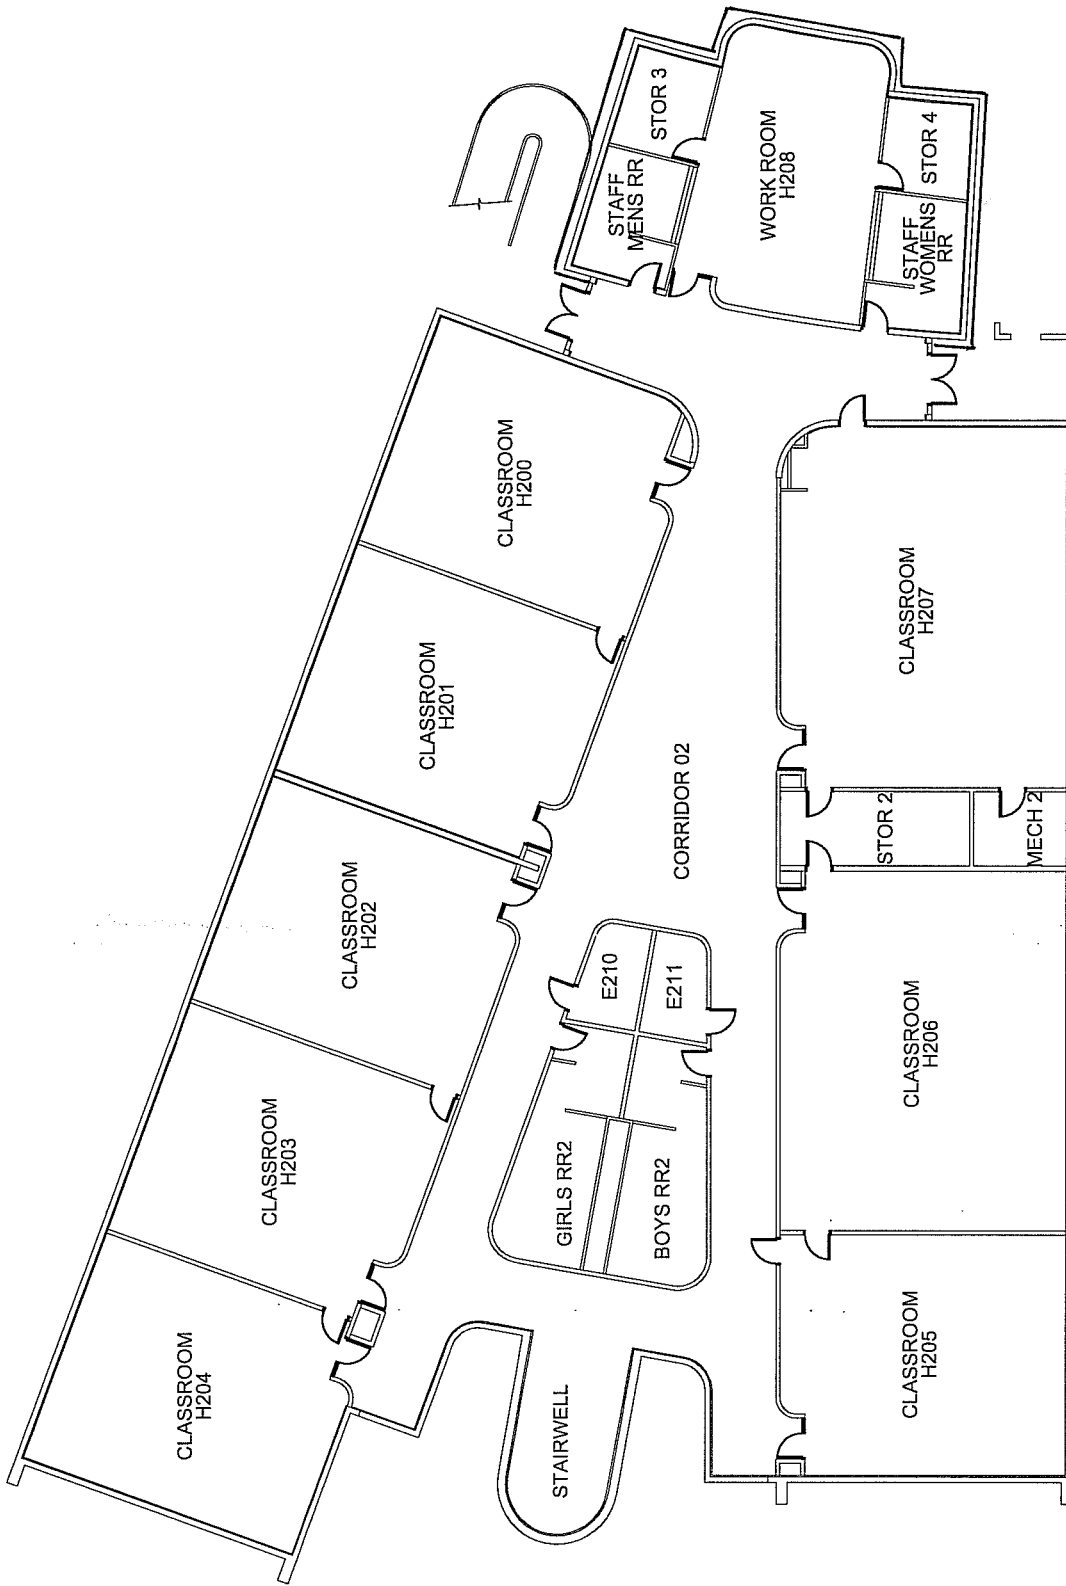 STOR 3
STAFF
MENS RR
WORK ROOM
H208
STOR 4
STAFF
WOMENS
RR
CLASSROOM
H200
CLASSROOM
H201
CLASSROOM
H202
CLASSROOM
H203
CLASSROOM
H204
CORRIDOR 02
E210
E211
GIRLS RR2
BOYS RR2
STAIRWELL
CLASSROOM
H207
STOR 2
MECH 2
CLASSROOM
H206
CLASSROOM
H205